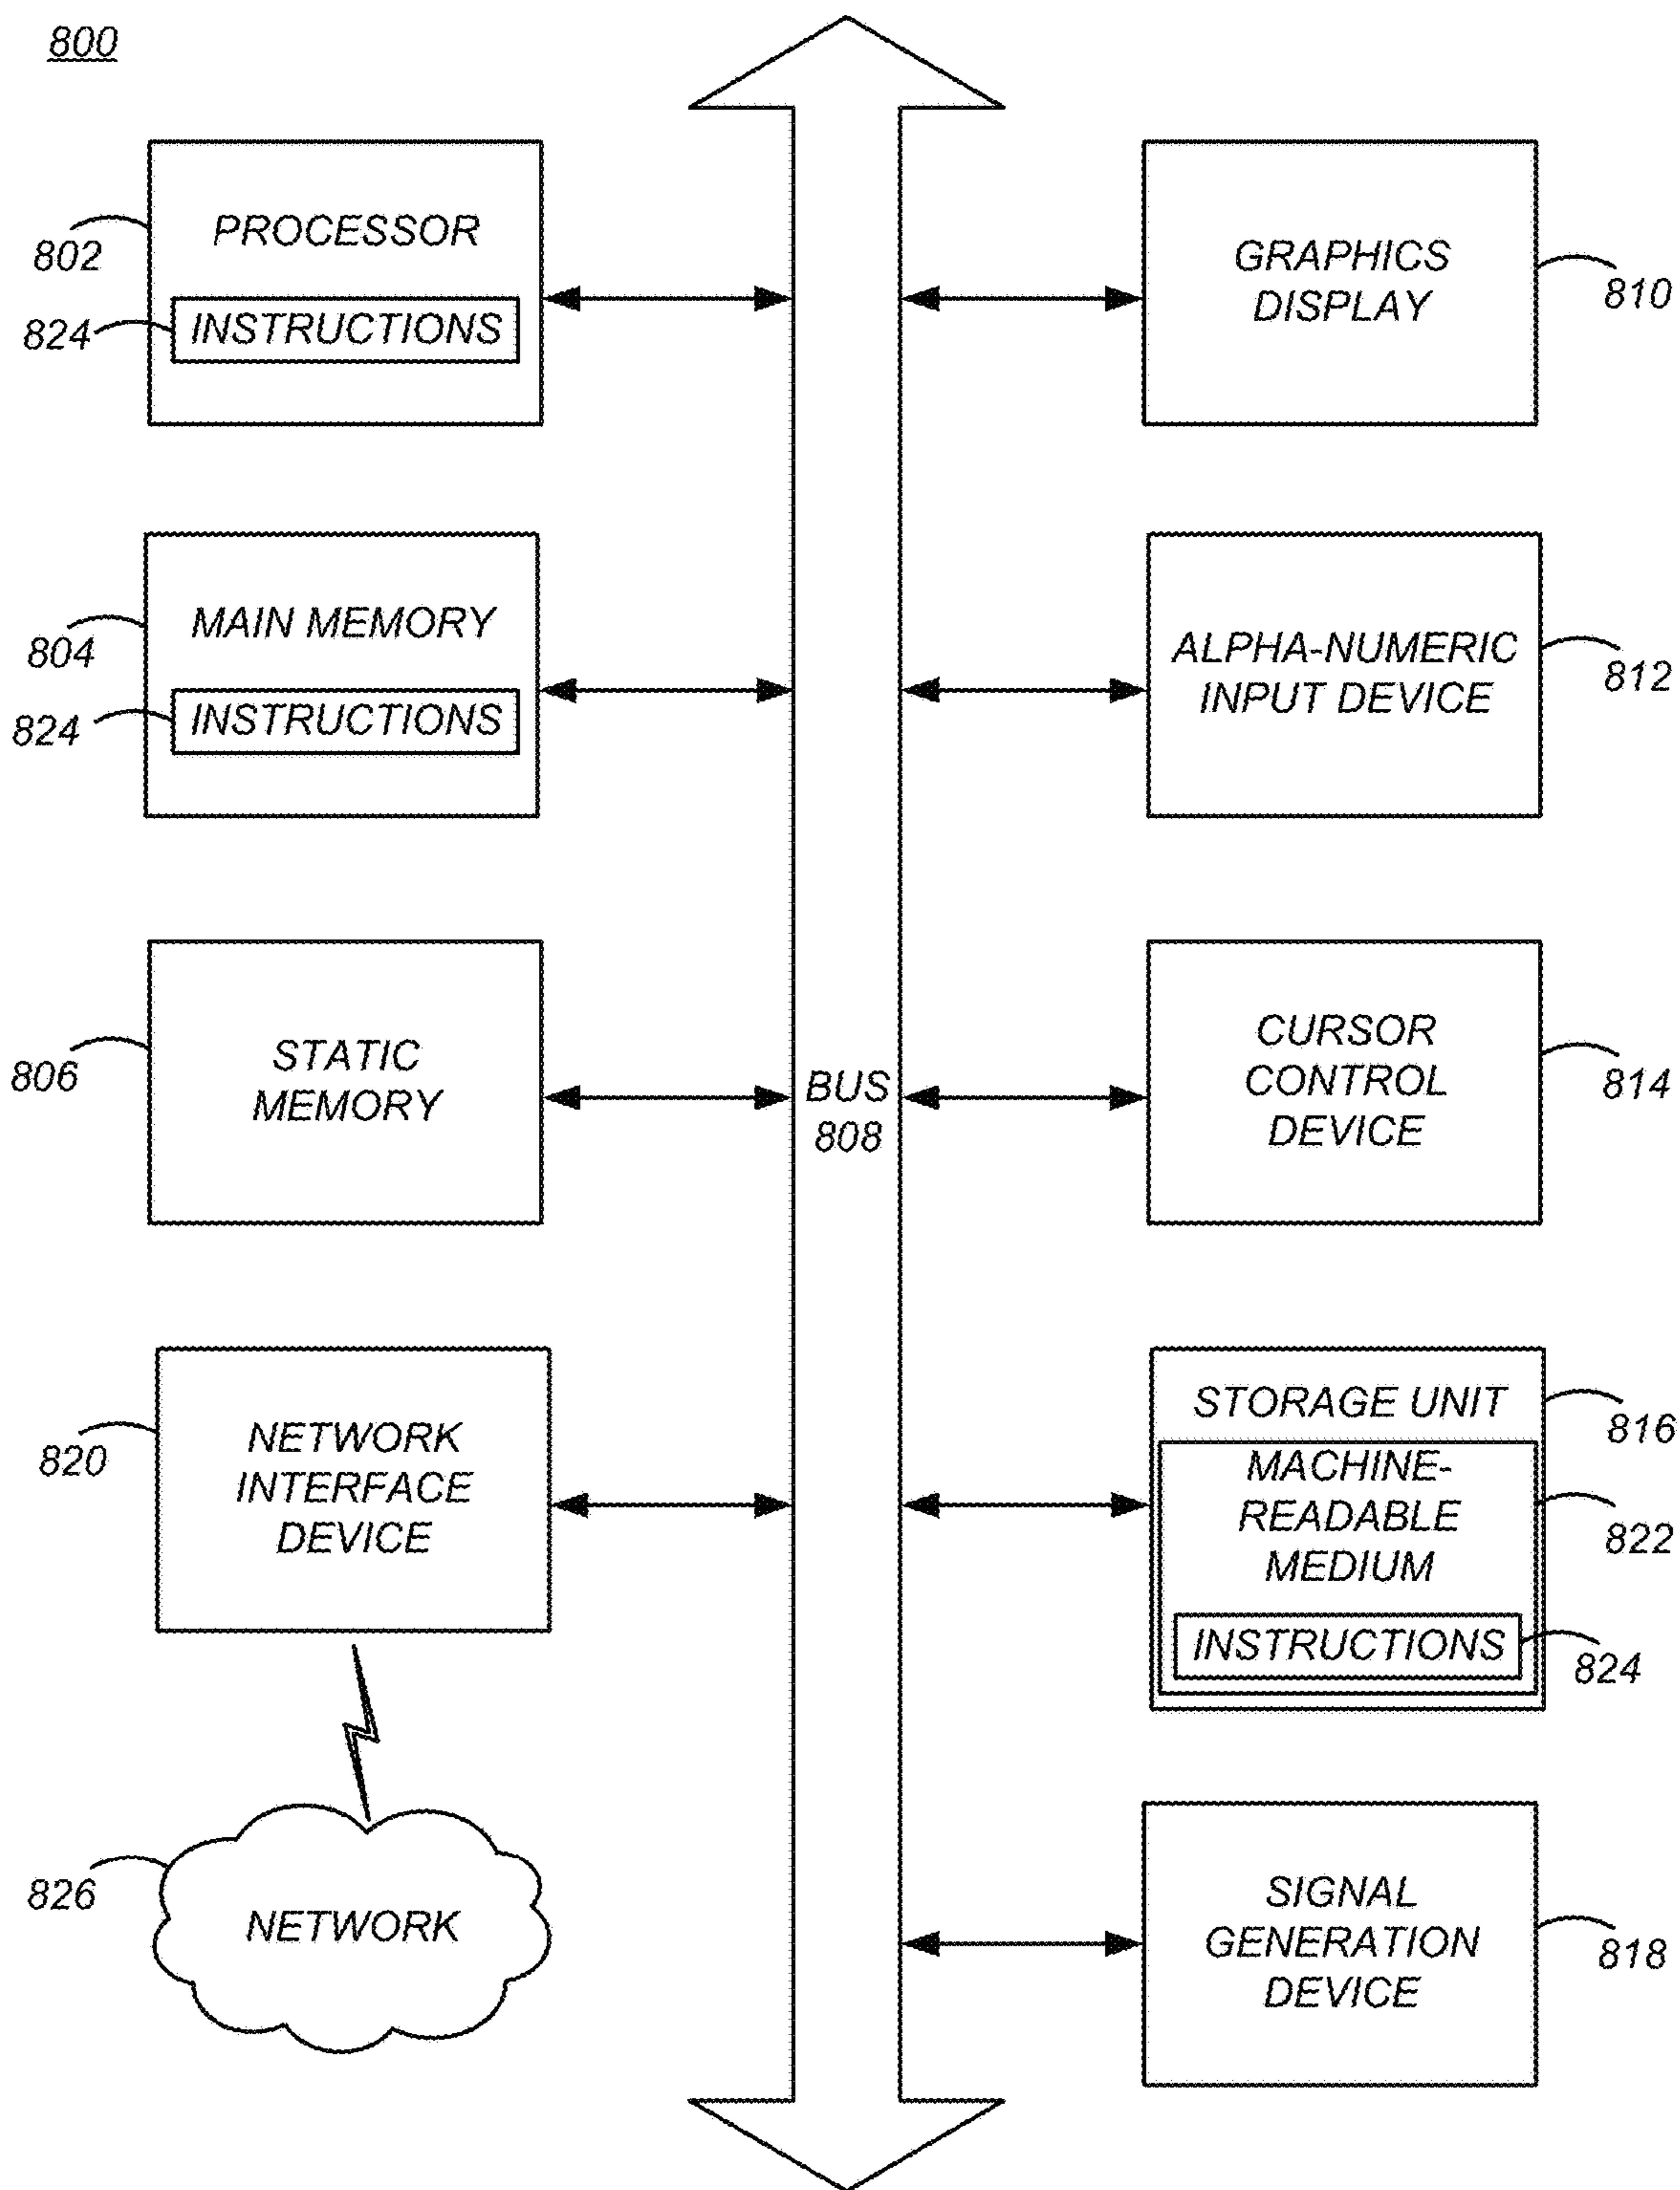 800
PROCESSOR
802
824
INSTRUCTIONS
MAIN MEMORY
804
824
INSTRUCTIONS
STATIC
MEMORY
806
NETWORK
INTERFACE
DEVICE
820
826
NETWORK
BUS
808
GRAPHICS
DISPLAY
810
ALPHA-NUMERIC
INPUT DEVICE
812
CURSOR
CONTROL
DEVICE
814
STORAGE UNIT
816
MACHINE-
READABLE
MEDIUM
822
INSTRUCTIONS
824
SIGNAL
GENERATION
DEVICE
818